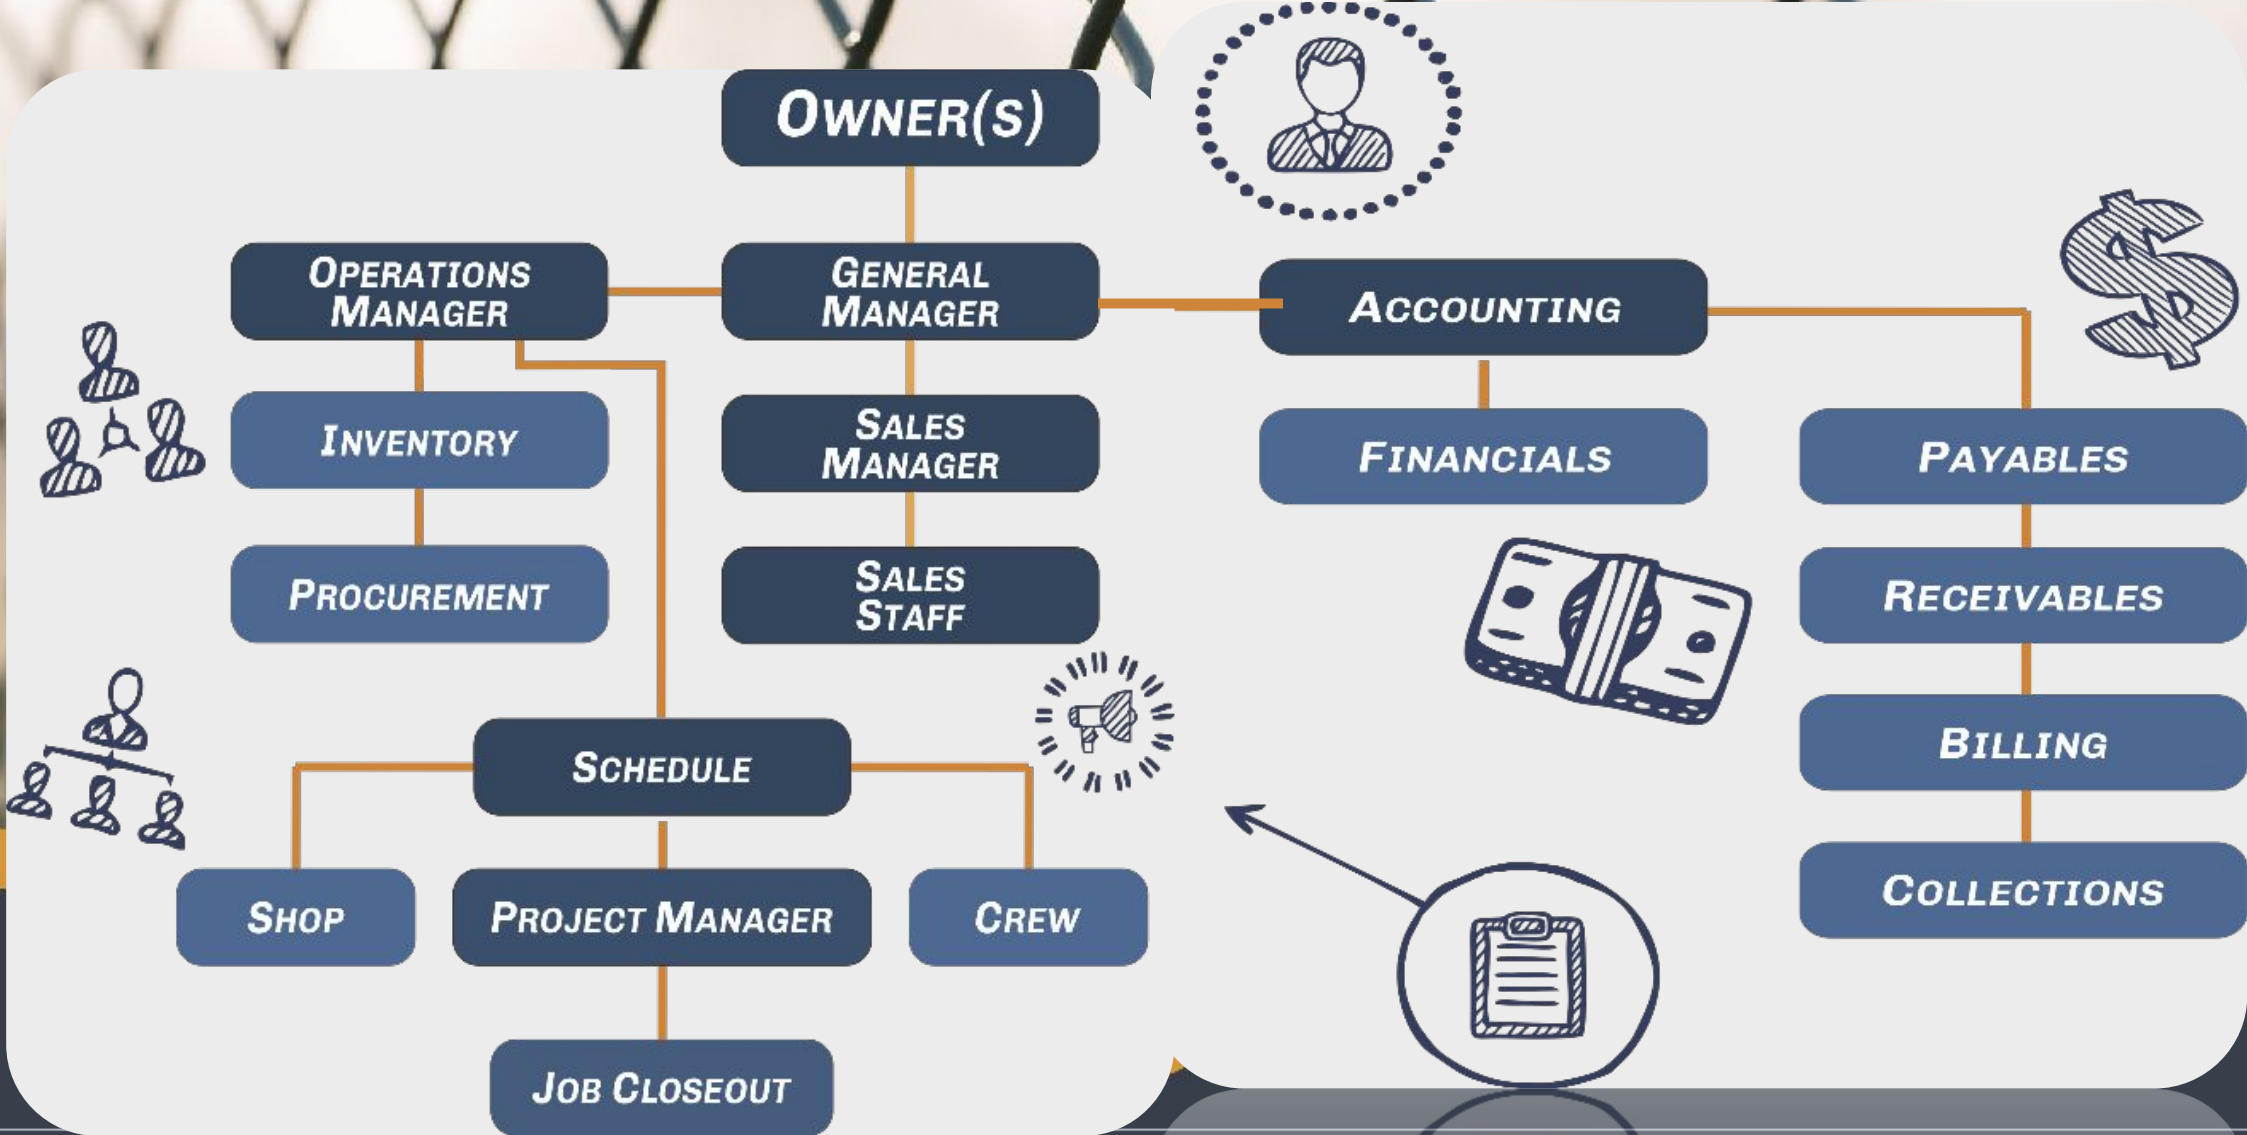 OWNER(S)
OPERATIONS
MANAGER
GENERAL
MANAGER
ACCOUNTING
INVENTORY
SALES
MANAGER
FINANCIALS
PAYABLES
PROCUREMENT
SALES
STAFF
RECEIVABLES
SCHEDULE
BILLING
SHOP
PROJECT MANAGER
CREW
COLLECTIONS
JOB CLOSEOUT